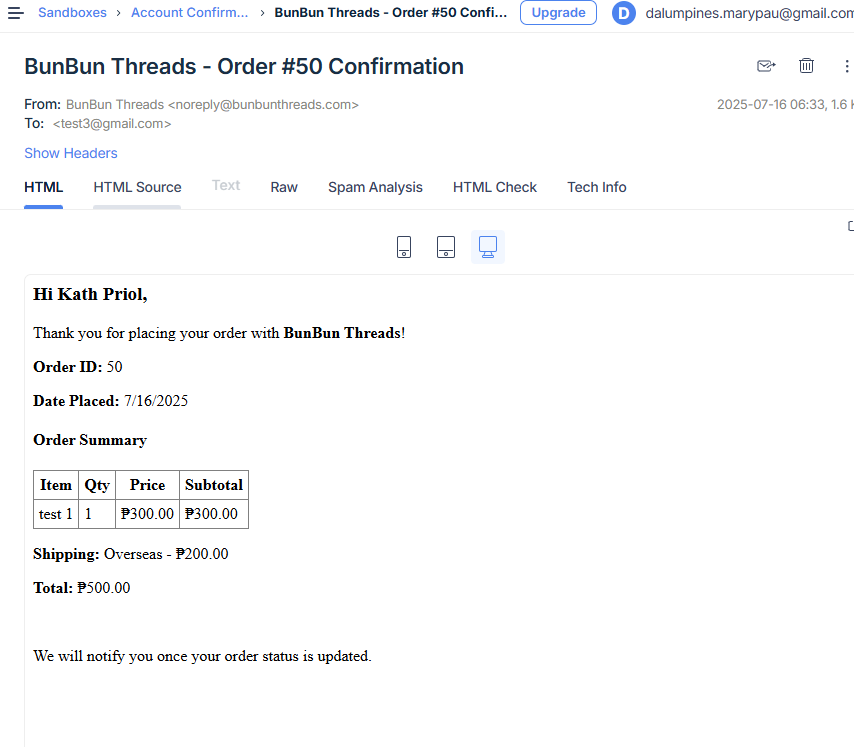 Sandboxes › Account Confirm... › BunBun Threads - Order #50 Confi... Upgrade D dalumpines.marypau@gmail.com
BunBun Threads - Order #50 Confirmation
From: BunBun Threads <noreply@bunbunthreads.com> 2025-07-16 06:33, 1.6
To: <test3@gmail.com>
Show Headers
HTML HTML Source Text Raw Spam Analysis HTML Check Tech Info
Hi Kath Priol,
Thank you for placing your order with BunBun Threads!
Order ID: 50
Date Placed: 7/16/2025
Order Summary
Item Qty Price Subtotal
test 1 1 ₱300.00 ₱300.00
Shipping: Overseas - ₱200.00
Total: ₱500.00
We will notify you once your order status is updated.